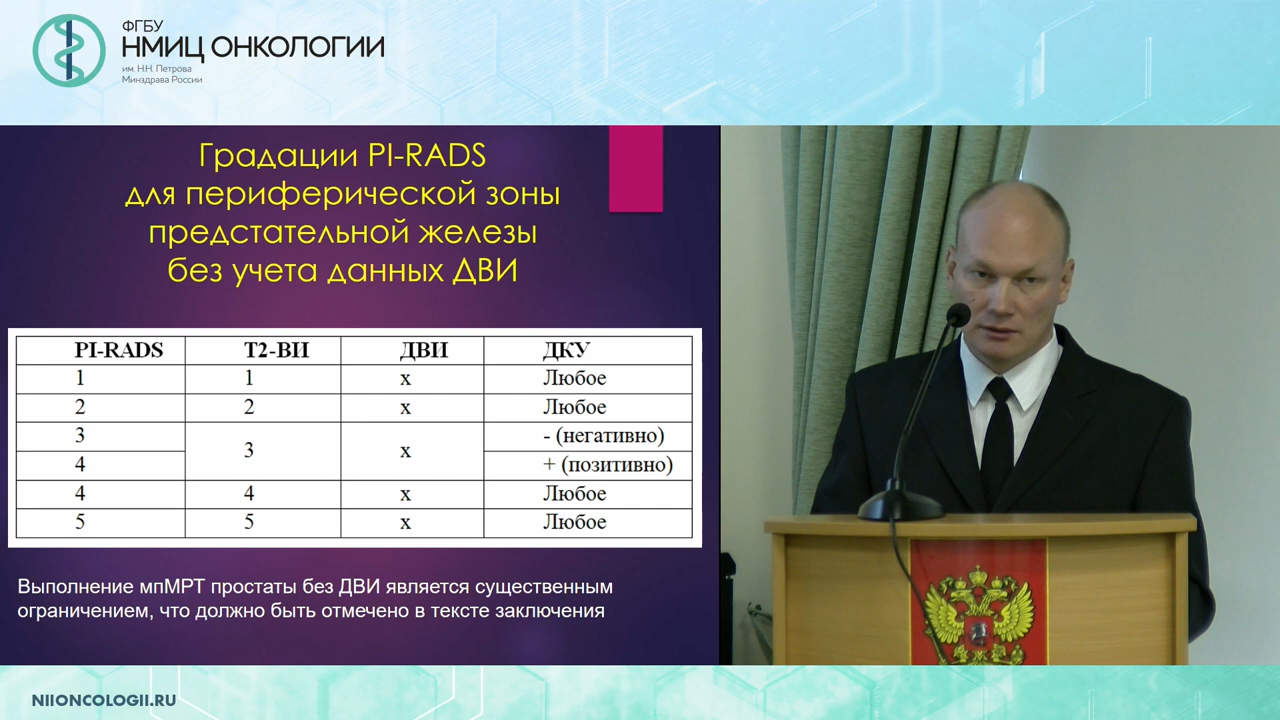 ФГБУ
НМИЦ ОНКОЛОГИИ
им. Н.Н. Петрова
Минздрава России
Градации PI-RADS
для периферической зоны
предстательной железы
без учета данных ДВИ
PI-RADS Т2-ВИ ДВИ ДКУ
1 1 x Любое
2 2 x Любое
3 3 x - (негативно)
4 + (позитивно)
4 4 x Любое
5 5 x Любое
Выполнение мпМРТ простаты без ДВИ является существенным
ограничением, что должно быть отмечено в тексте заключения
NIIONCOLOGII.RU